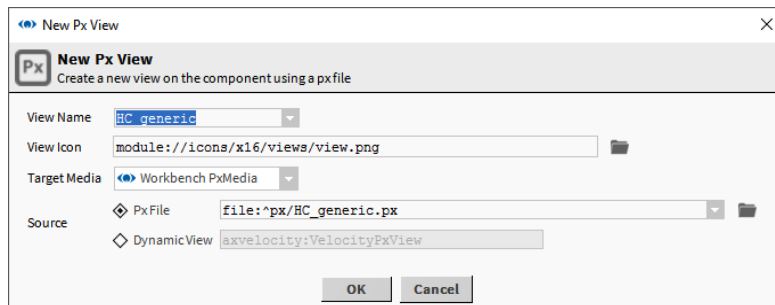 New Px View
Px
New Px View
Create a new view on the component using a px file
View Name HC_generic
View Icon module://icons/x16/views/view.png
Target Media Workbench PxMedia
Source
Px File file:^px/HC_generic.px
Dynamic View axvelocity:VelocityPxView
OK Cancel